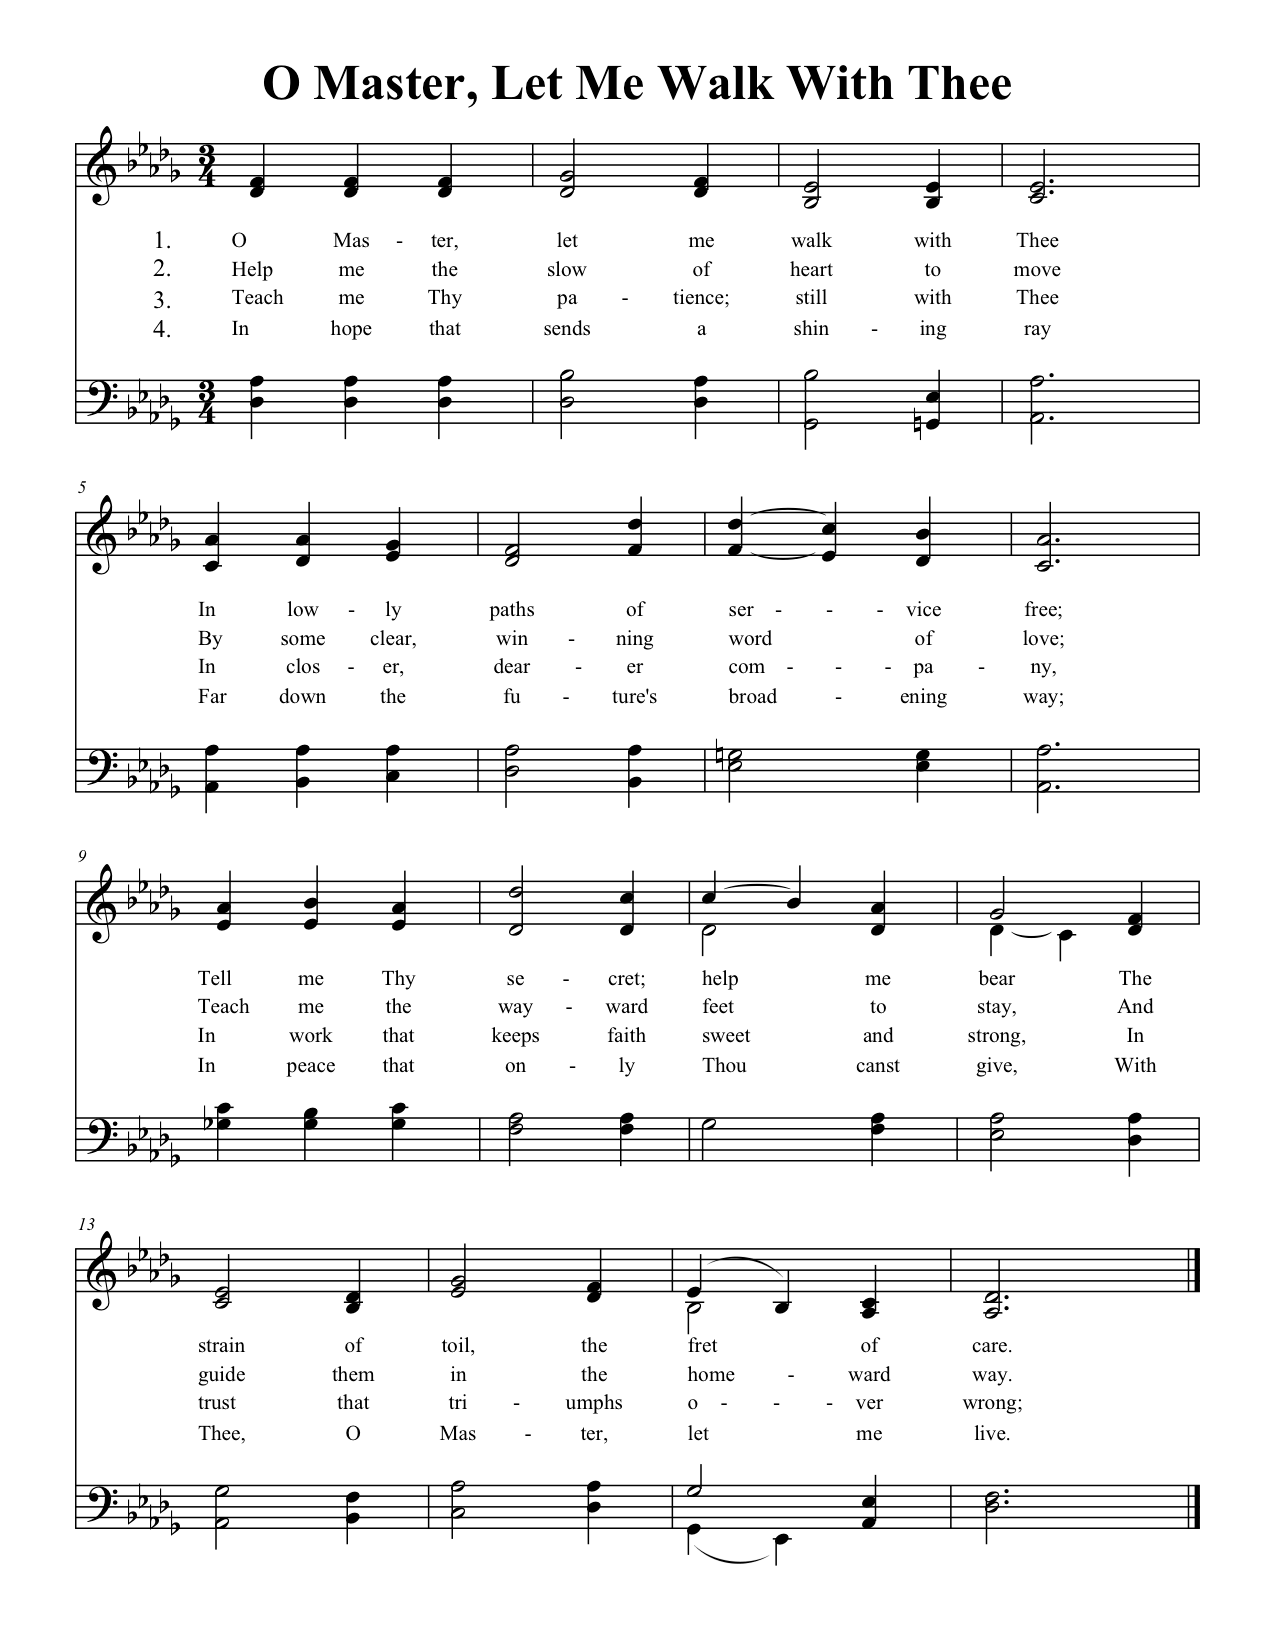 O Master, Let Me Walk With Thee
3
4
1. O Mas - ter, let me walk with Thee
2. Help me the slow of heart to move
3. Teach me Thy pa - tience; still with Thee
4. In hope that sends a shin - ing ray
3
4
5
In low - ly paths of ser - - - vice free;
By some clear, win - ning word of love;
In clos - er, dear - er com - - - pa - ny,
Far down the fu - ture's broad - ening way;
9
Tell me Thy se - cret; help me bear The
Teach me the way - ward feet to stay, And
In work that keeps faith sweet and strong, In
In peace that on - ly Thou canst give, With
13
strain of toil, the fret of care.
guide them in the home - ward way.
trust that tri - umphs o - - - ver wrong;
Thee, O Mas - ter, let me live.